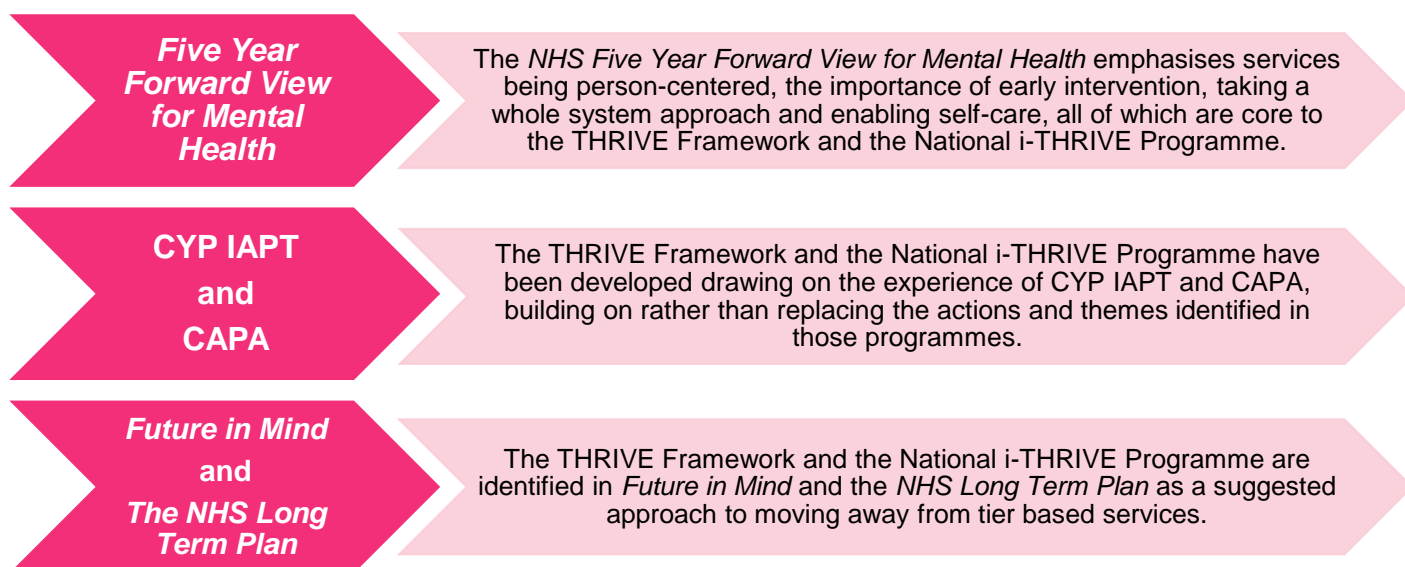 Five Year
Forward View
for Mental
Health
The NHS Five Year Forward View for Mental Health emphasises services
being person-centered, the importance of early intervention, taking a
whole system approach and enabling self-care, all of which are core to
the THRIVE Framework and the National i-THRIVE Programme.
CYP IAPT
and
CAPA
The THRIVE Framework and the National i-THRIVE Programme have
been developed drawing on the experience of CYP IAPT and CAPA,
building on rather than replacing the actions and themes identified in
those programmes.
Future in Mind
and
The NHS Long
Term Plan
The THRIVE Framework and the National i-THRIVE Programme are
identified in Future in Mind and the NHS Long Term Plan as a suggested
approach to moving away from tier based services.